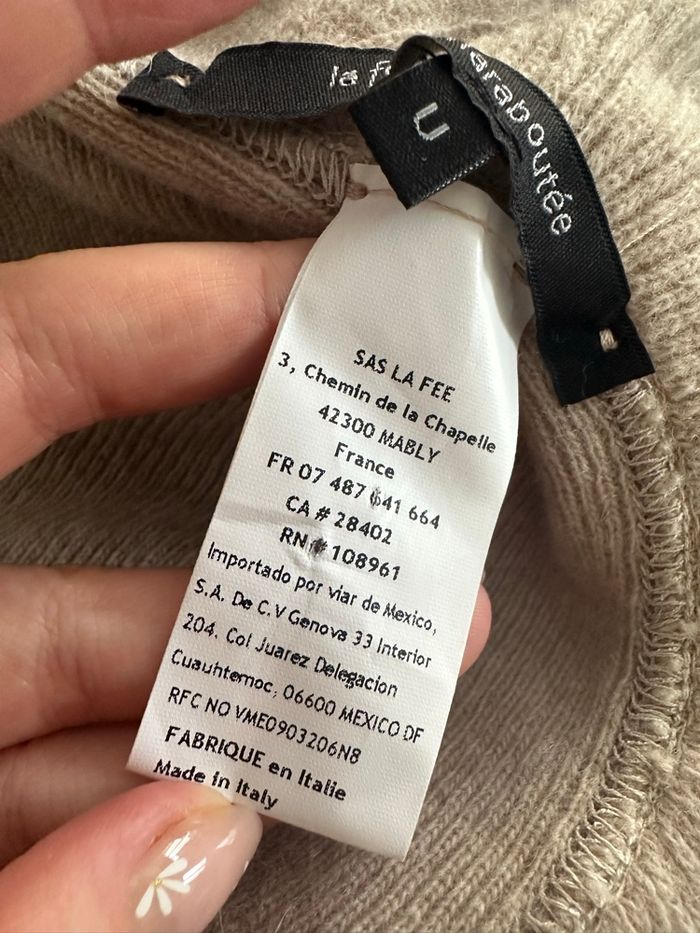 la f
araboutée
U
SAS LA FEE
3, Chemin de la Chapelle
42300 MABLY
France
FR 07 487 641 664
CA # 28402
RN # 108961
Importado por viar de Mexico,
S.A. De C.V Genova 33 Interior
204. Col Juarez Delegacion
Cuauhtemoc, 06600 MEXICO DF
RFC NO VME0903206N8
FABRIQUE en Italie
Made in Italy